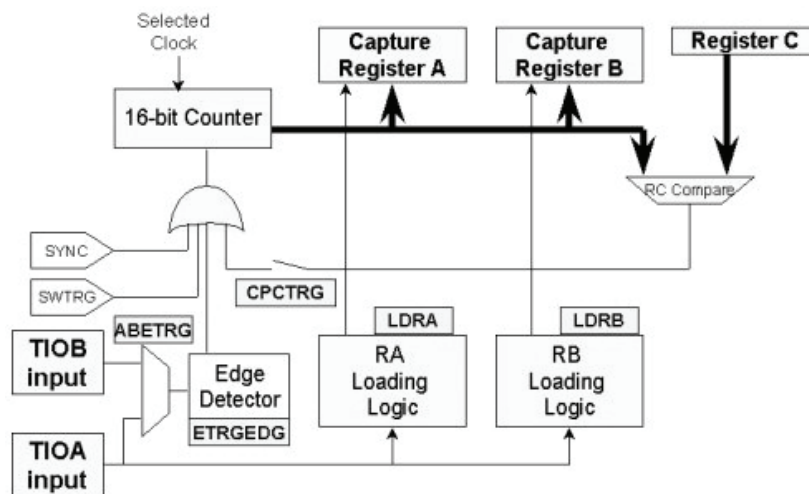 Selected
Clock
Capture
Register A
Capture
Register B
Register C
16-bit Counter
RC Compare
SYNC
SWTRG
CPCTRG
ABETRG
LDRA
LDRB
TIOB
input
Edge
Detector
ETRGEDG
RA
Loading
Logic
RB
Loading
Logic
TIOA
input